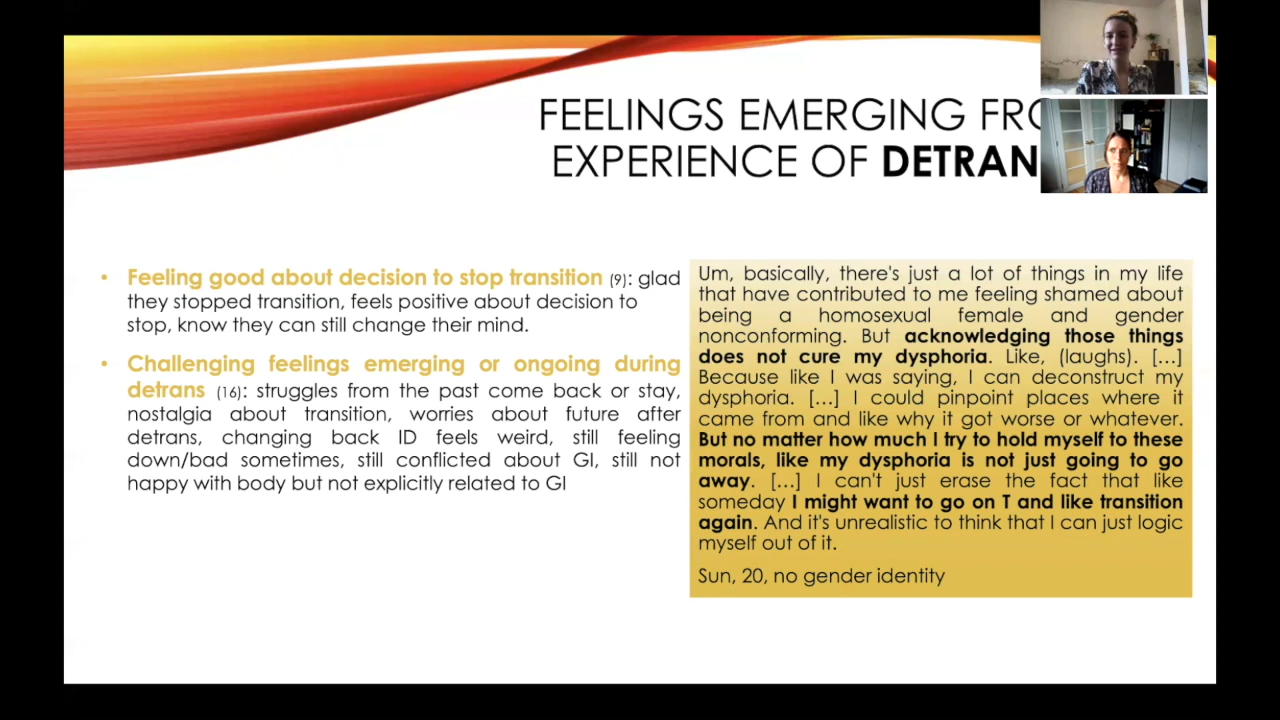 FEELINGS EMERGING
EXPERIENCE OF
• Feeling good about decision to stop transition (9): glad
they stopped transition, feels positive about decision to
stop, know they can still change their mind.
• Challenging feelings emerging or ongoing during
detrans (16): struggles from the past come back or stay,
nostalgia about transition, worries about future after
detrans, changing back ID feels weird, still feeling
down/bad sometimes, still conflicted about GI, still not
happy with body but not explicitly related to GI
Um, basically, there's just a lot of things in my life
that have contributed to me feeling shamed about
being a homosexual female and gender
nonconforming. But acknowledging those things
does not cure my dysphoria. Like, (laughs). […]
Because like I was saying, I can deconstruct my
dysphoria. […] I could pinpoint places where it
came from and like why it got worse or whatever.
But no matter how much I try to hold myself to these
morals, like my dysphoria is not just going to go
away. […] I can't just erase the fact that like
someday I might want to go on T and like transition
again. And it's unrealistic to think that I can just logic
myself out of it.
Sun, 20, no gender identity